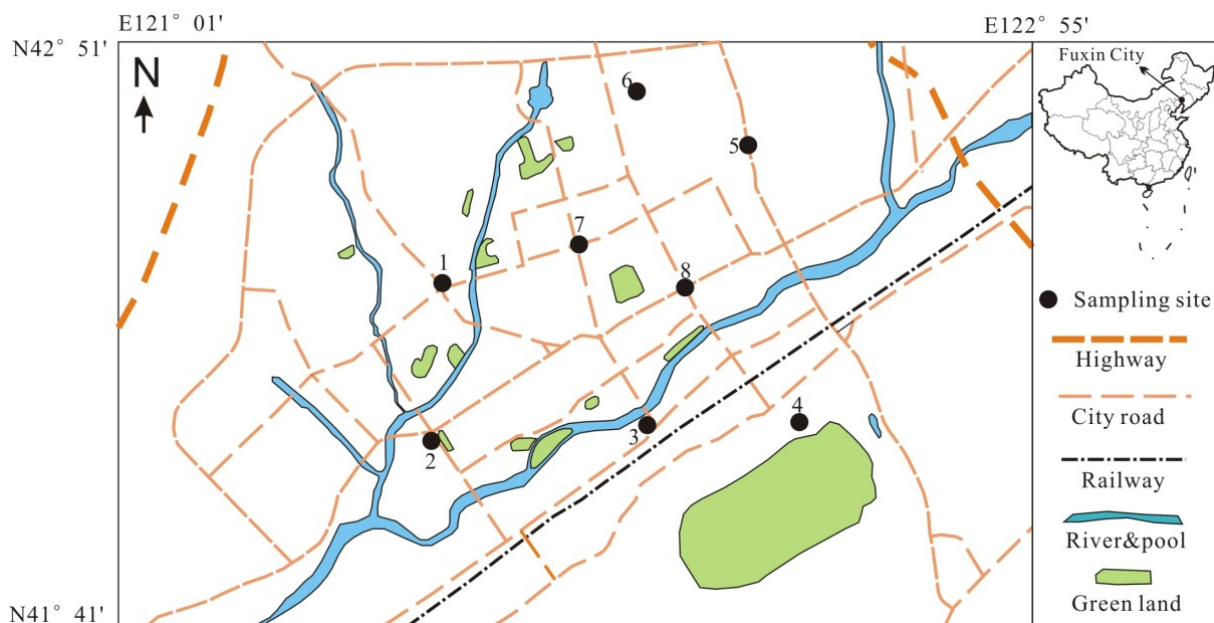 E121° 01'
E122° 55'
N42° 51'
N
Fuxin City
6
5
7
1
8
Sampling site
Highway
4
3
City road
2
Railway
River&pool
Green land
N41° 41'